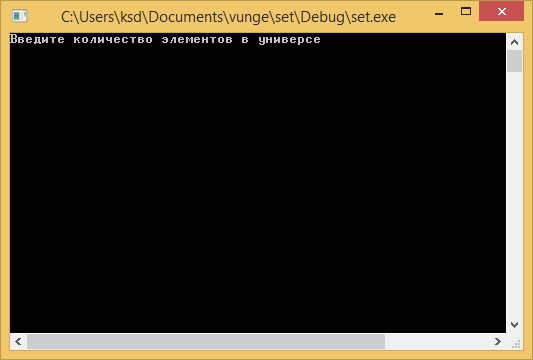 C:\Users\ksd\Documents\vunge\set\Debug\set.exe
Введите количество элементов в универсе